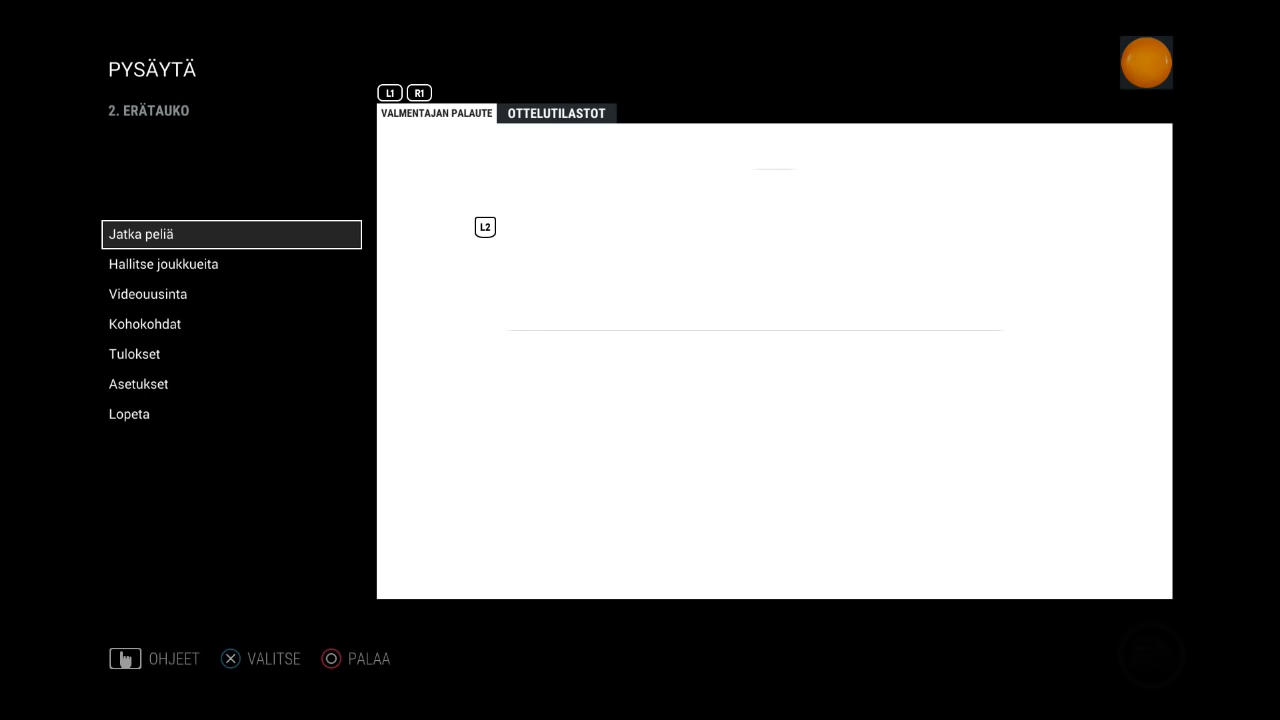 PYSÄYTÄ
2. ERÄTAUKO
L1 R1
VALMENTAJAN PALAUTE OTTELUTILASTOT
L2
Jatka peliä
Hallitse joukkueita
Videouusinta
Kohokohdat
Tulokset
Asetukset
Lopeta
OHJEET VALITSE PALAA